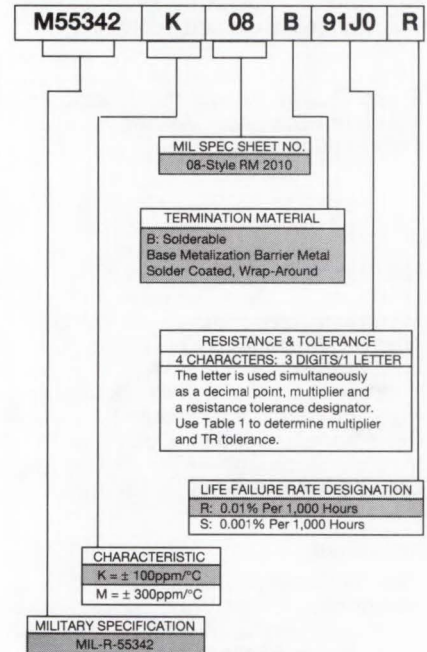 M55342 K 08 B 91J0 R
MIL SPEC SHEET NO.
08-Style RM 2010
TERMINATION MATERIAL
B: Solderable
Base Metalization Barrier Metal
Solder Coated, Wrap-Around
RESISTANCE & TOLERANCE
4 CHARACTERS: 3 DIGITS/1 LETTER
The letter is used simultaneously
as a decimal point, multiplier and
a resistance tolerance designator.
Use Table 1 to determine multiplier
and TR tolerance.
LIFE FAILURE RATE DESIGNATION
R: 0.01% Per 1,000 Hours
S: 0.001% Per 1,000 Hours
CHARACTERISTIC
K = ± 100ppm/°C
M = ± 300ppm/°C
MILITARY SPECIFICATION
MIL-R-55342